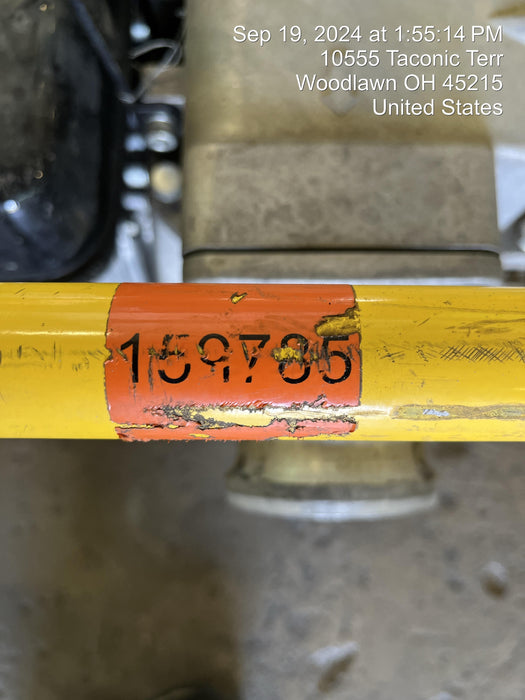 Sep 19, 2024 at 1:55:14 PM
10555 Taconic Terr
Woodlawn OH 45215
United States
159785